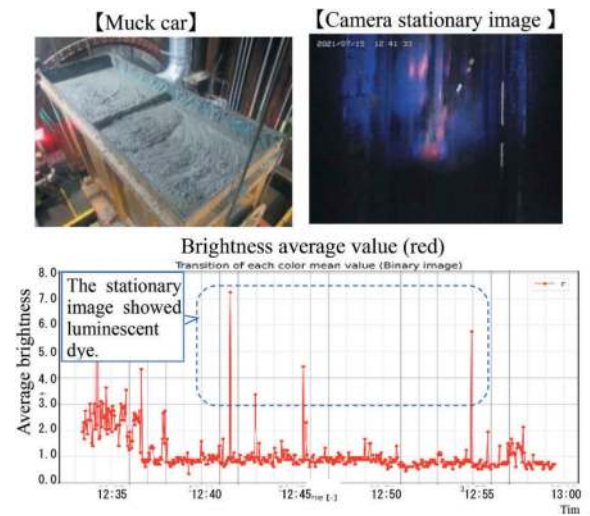 【Muck car】
【Camera stationary image 】
2021/07/15 12:41:33
Brightness average value (red)
Transition of each color mean value (Binary image)
Average brightness
8.0
7.0
6.0
5.0
4.0
3.0
2.0
1.0
0.0
The stationary
image showed
luminescent
dye.
r
12:35
12:40
12:45
12:50
12:55
13:00
Tim